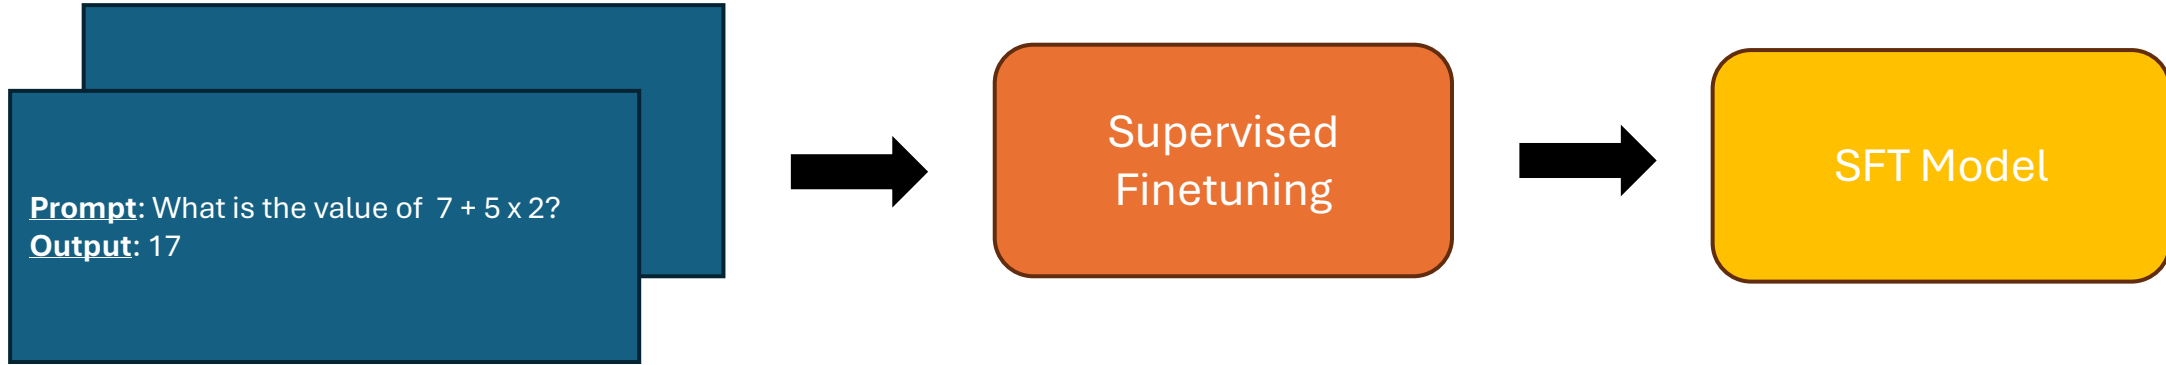 Prompt: What is the value of  7 + 5 x 2?
Output: 17
Supervised
Finetuning
SFT Model